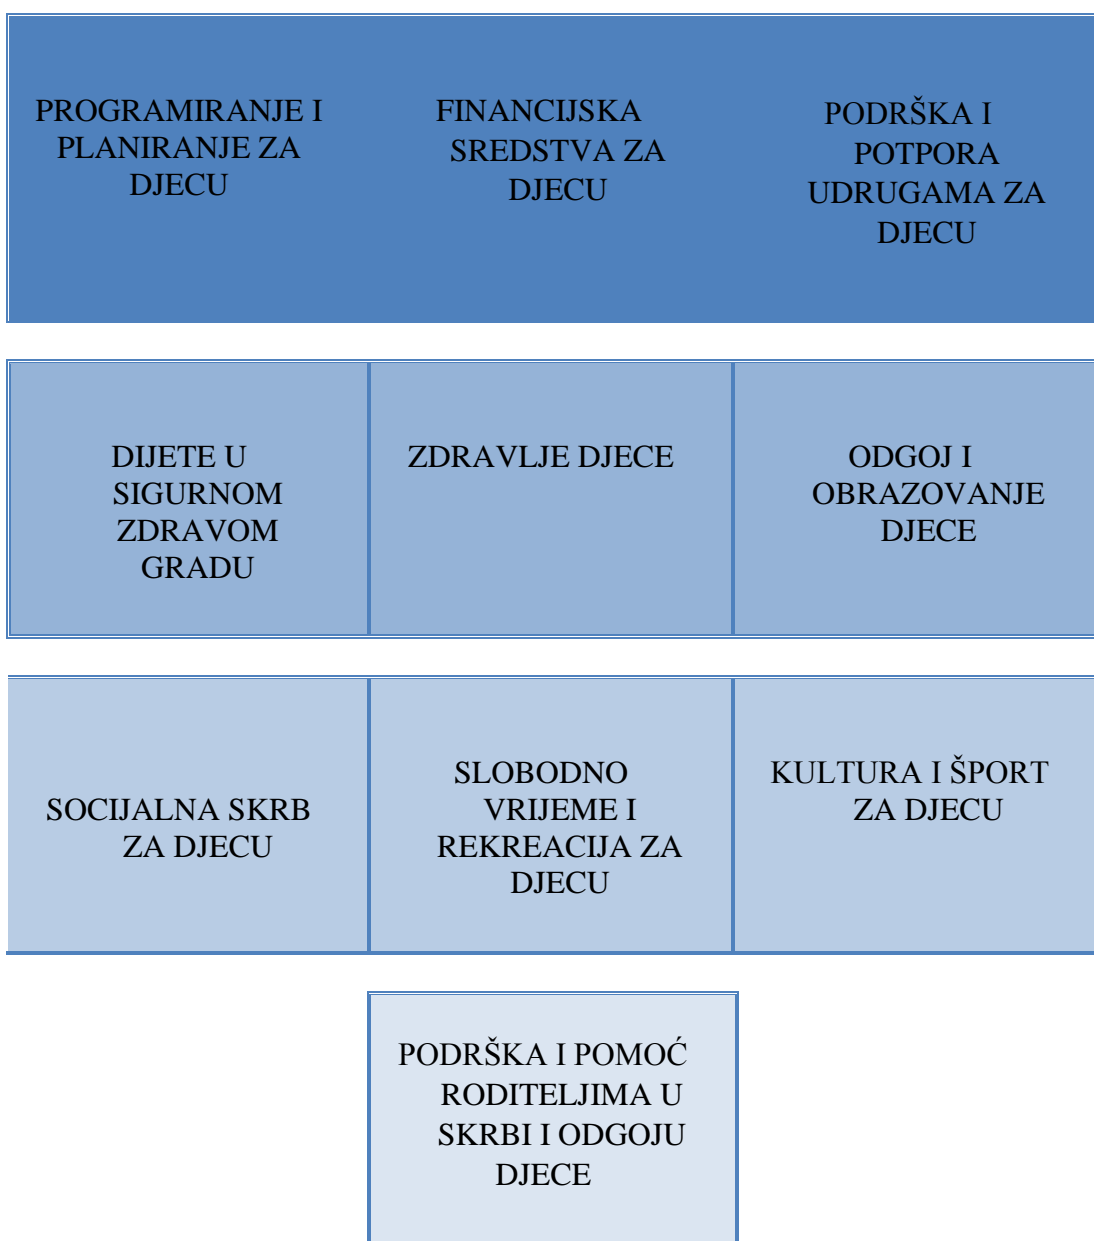 PROGRAMIRANJE I
PLANIRANJE ZA
DJECU
FINANCIJSKA
SREDSTVA ZA
DJECU
PODRŠKA I
POTPORA
UDRUGAMA ZA
DJECU
DIJETE U
SIGURNOM
ZDRAVOM
GRADU
ZDRAVLJE DJECE
ODGOJ I
OBRAZOVANJE
DJECE
SOCIJALNA SKRB
ZA DJECU
SLOBODNO
VRIJEME I
REKREACIJA ZA
DJECU
KULTURA I ŠPORT
ZA DJECU
PODRŠKA I POMOĆ
RODITELJIMA U
SKRBI I ODGOJU
DJECE